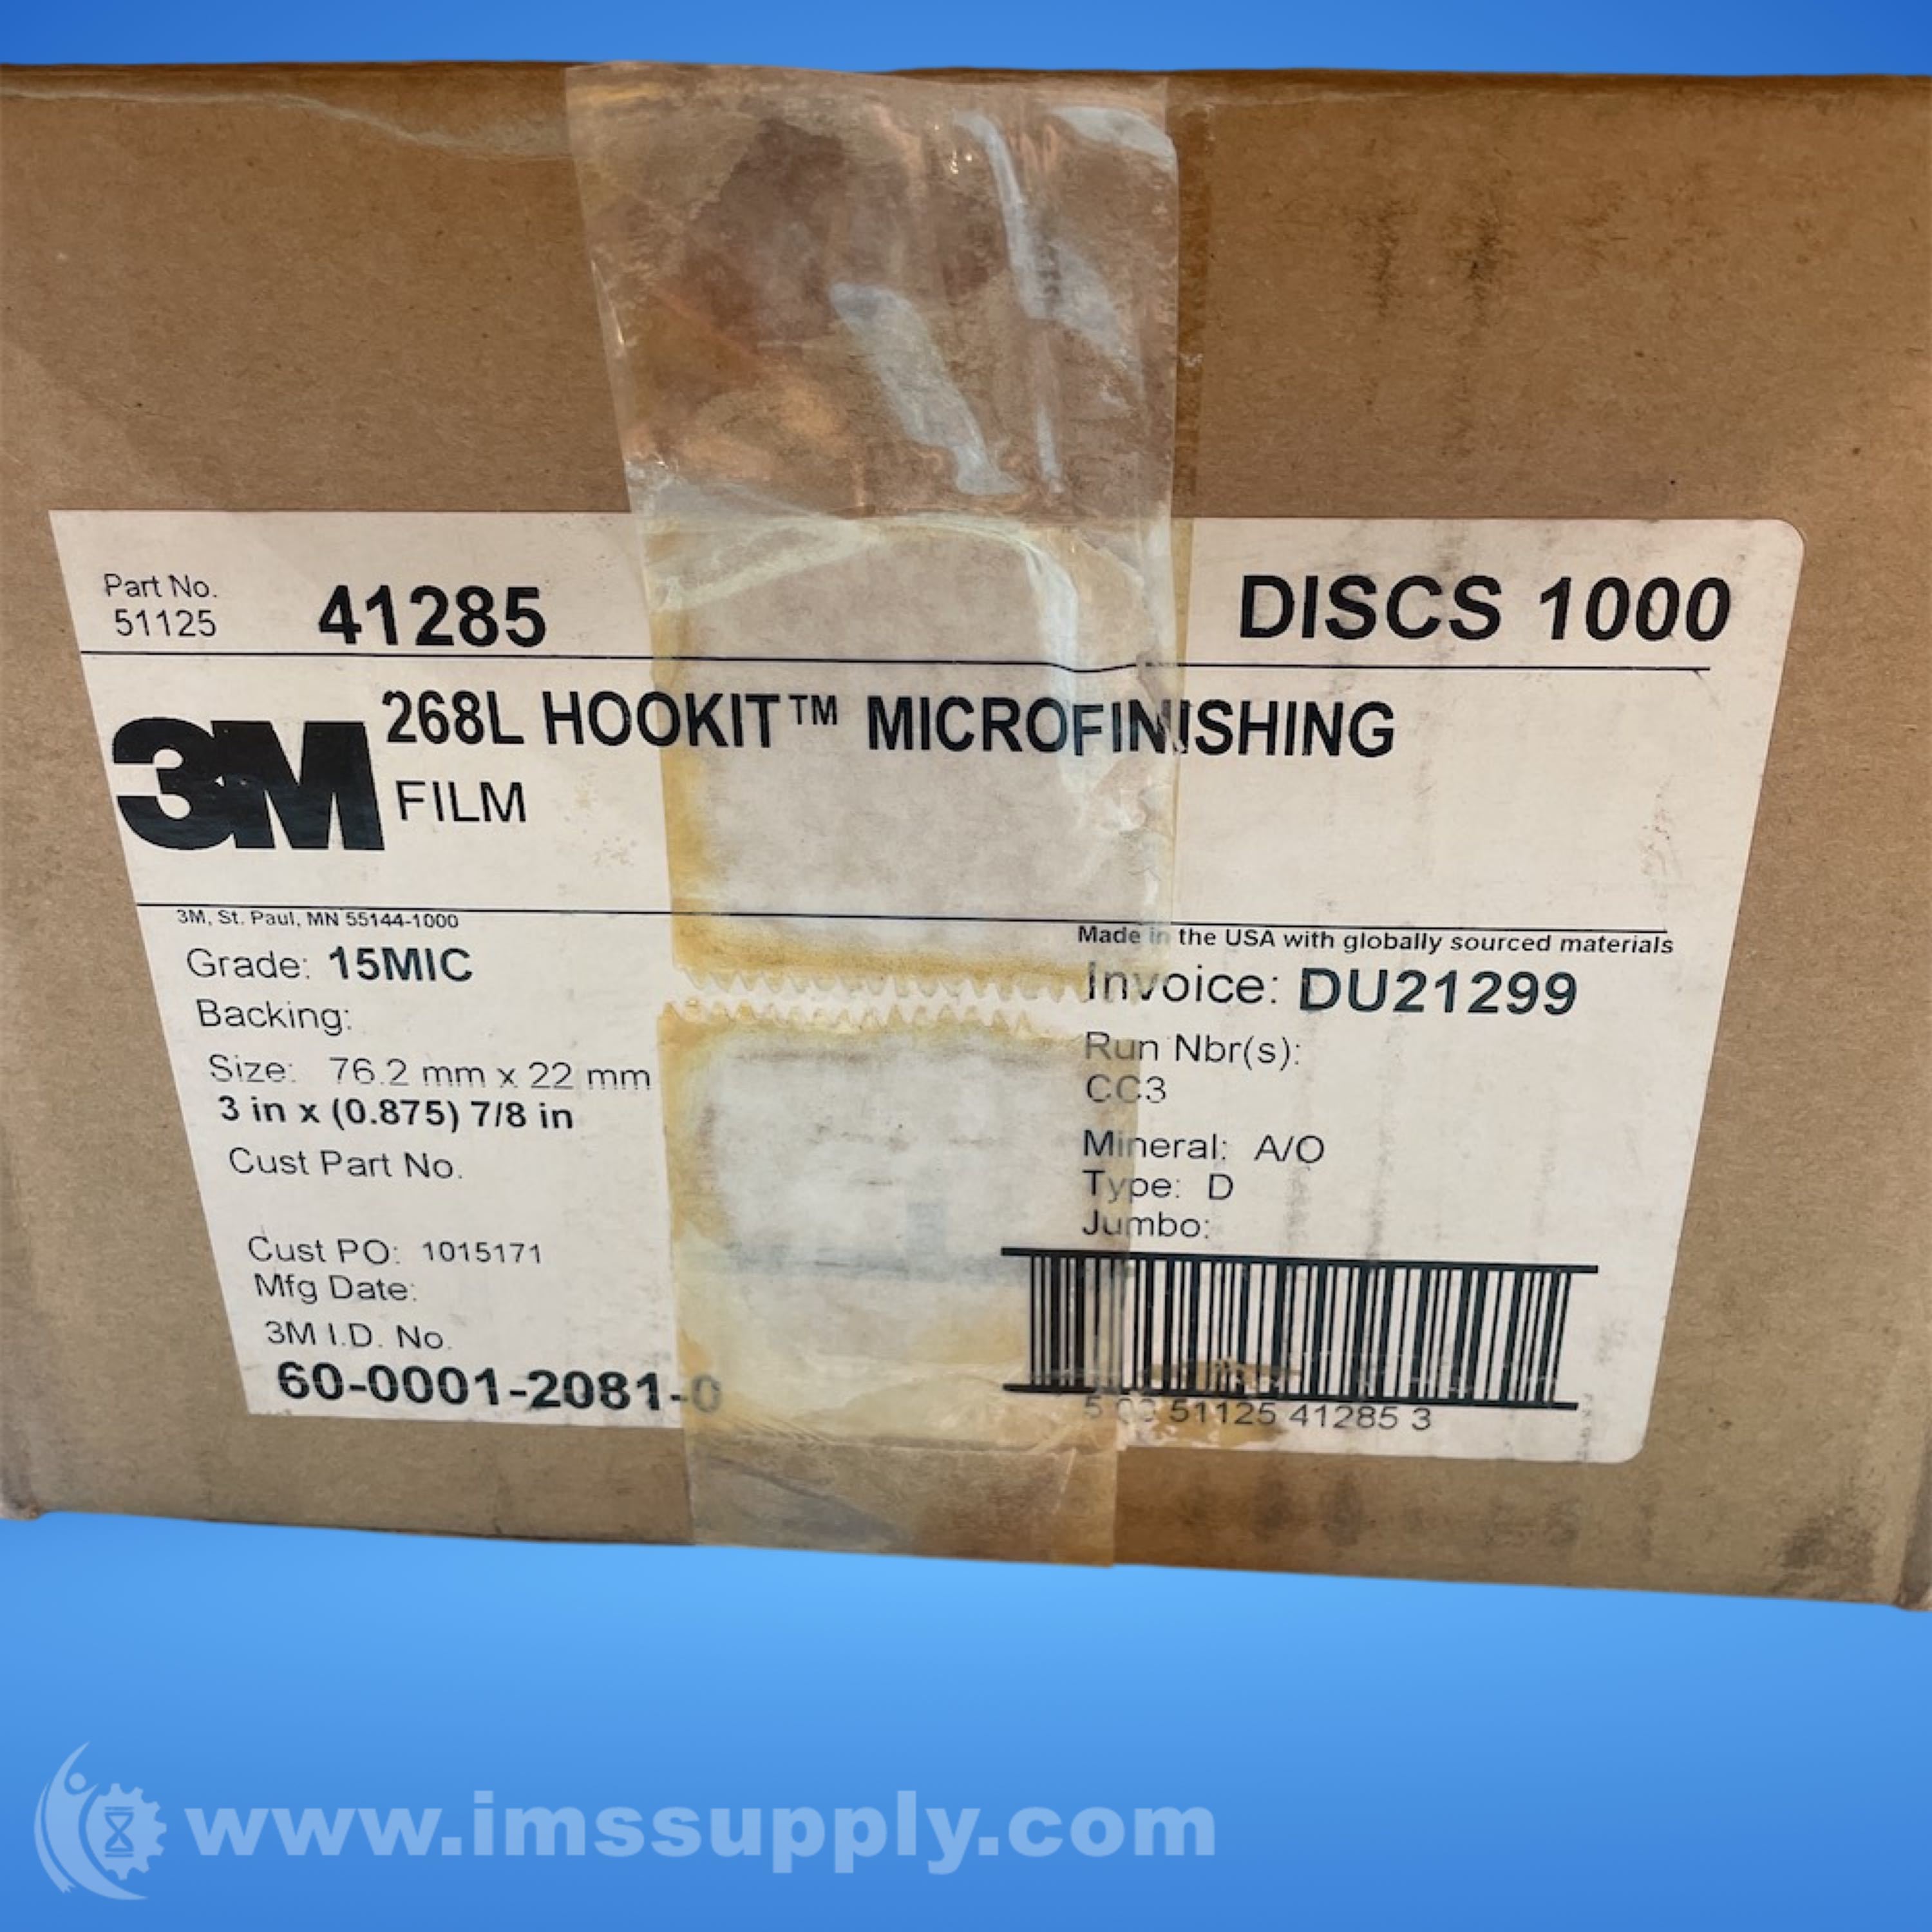 Part No.
51125
41285
DISCS 1000
3M
268L HOOKIT™ MICROFINISHING
FILM
3M, St. Paul, MN 55144-1000
Made in the USA with globally sourced materials
Grade: 15MIC
Invoice: DU21299
Backing:
Run Nbr(s):
CC3
Size: 76.2 mm x 22 mm
3 in x (0.875) 7/8 in
Cust Part No.
Mineral: A/O
Type: D
Jumbo:
Cust PO: 1015171
Mfg Date:
3M I.D. No.
60-0001-2081-0
5 51125 41285 3
www.imssupply.com